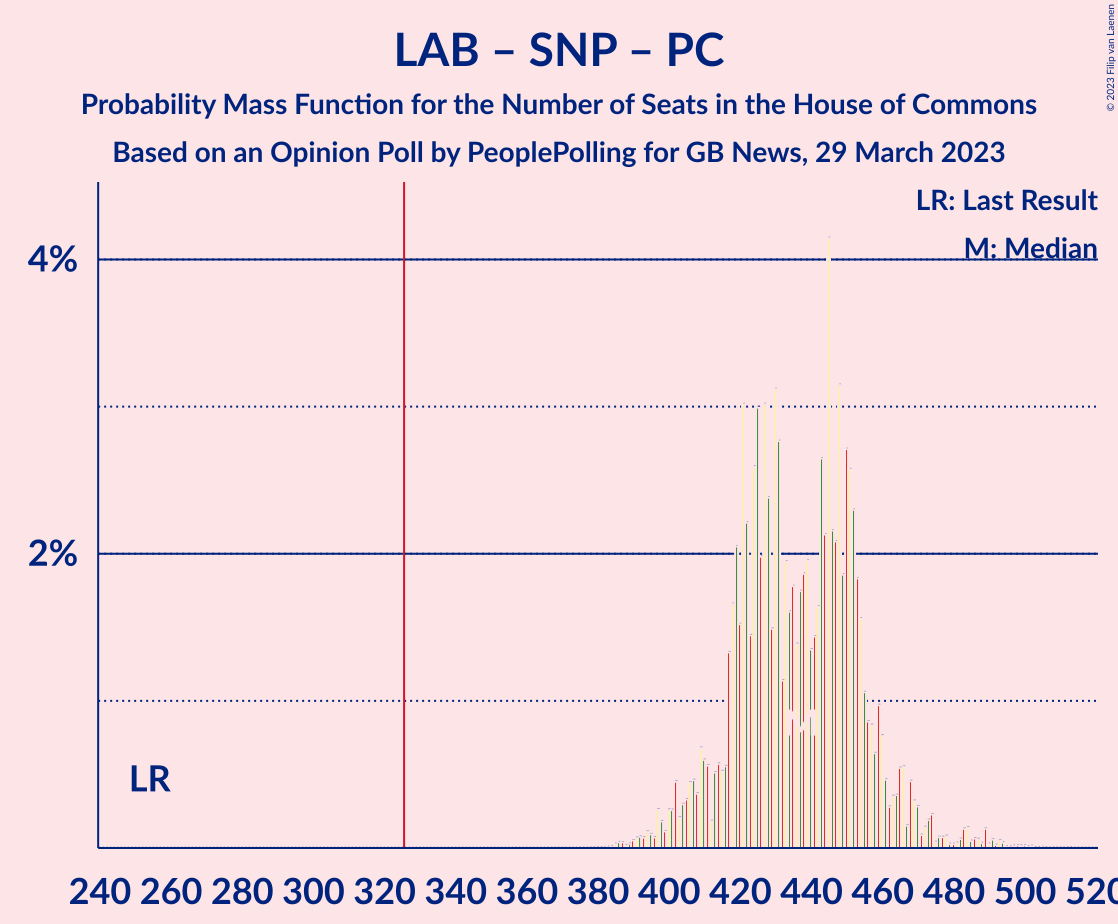 LAB – SNP – PC
Probability Mass Function for the Number of Seats in the House of Commons
Based on an Opinion Poll by PeoplePolling for GB News, 29 March 2023
© 2023 Filip van Laenen
LR: Last Result
M: Median
4%
2%
LR
240 260 280 300 320 340 360 380 400 420 440 460 480 500 520